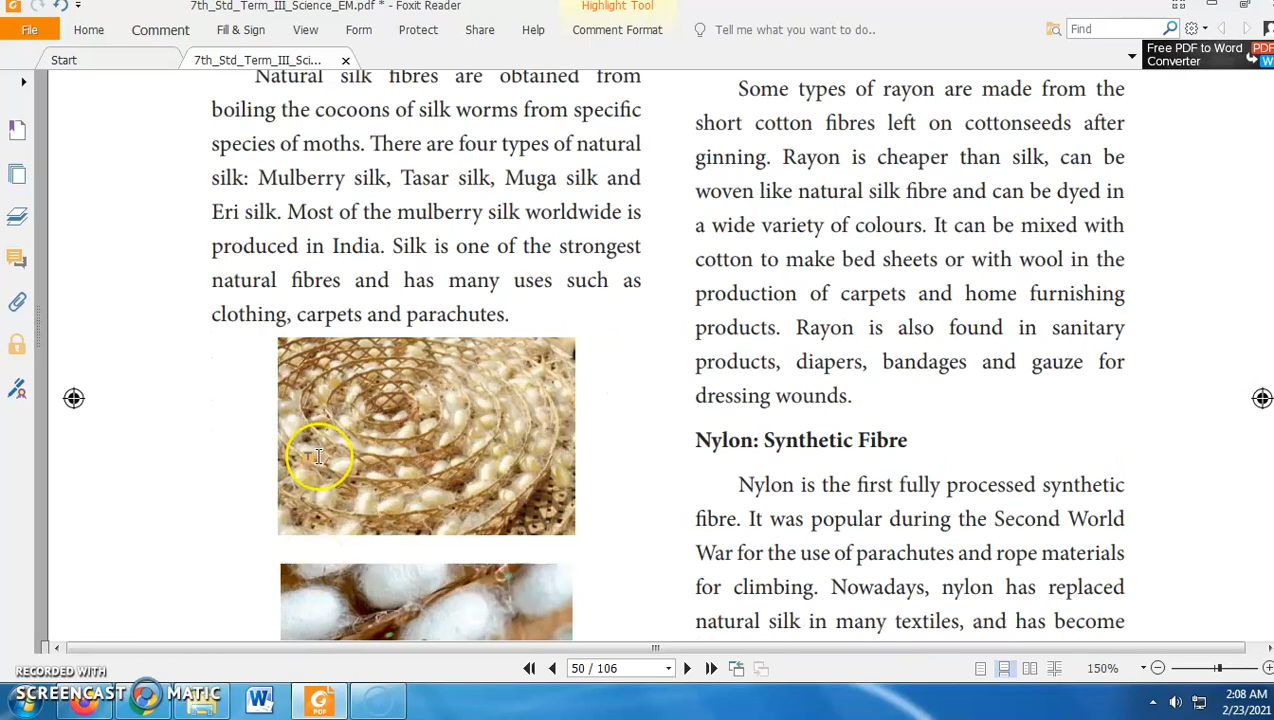 7th_Std_Term_III_Science_EM.pdf * - Foxit Reader
Highlight Tool
File
Home
Comment
Fill & Sign
View
Form
Protect
Share
Help
Comment Format
Tell me what you want to do..
Find
Start
7th_Std_Term_III_Sci...
Free PDF to Word
Converter
Natural silk fibres are obtained from
boiling the cocoons of silk worms from specific
species of moths. There are four types of natural
silk: Mulberry silk, Tasar silk, Muga silk and
Eri silk. Most of the mulberry silk worldwide is
produced in India. Silk is one of the strongest
natural fibres and has many uses such as
clothing, carpets and parachutes.
Some types of rayon are made from the
short cotton fibres left on cottonseeds after
ginning. Rayon is cheaper than silk, can be
woven like natural silk fibre and can be dyed in
a wide variety of colours. It can be mixed with
cotton to make bed sheets or with wool in the
production of carpets and home furnishing
products. Rayon is also found in sanitary
products, diapers, bandages and gauze for
dressing wounds.
Nylon: Synthetic Fibre
Nylon is the first fully processed synthetic
fibre. It was popular during the Second World
War for the use of parachutes and rope materials
for climbing. Nowadays, nylon has replaced
natural silk in many textiles, and has become
50 / 106
150%
RECORDED WITH
SCREENCAST MATIC
2:08 AM
2/23/2021